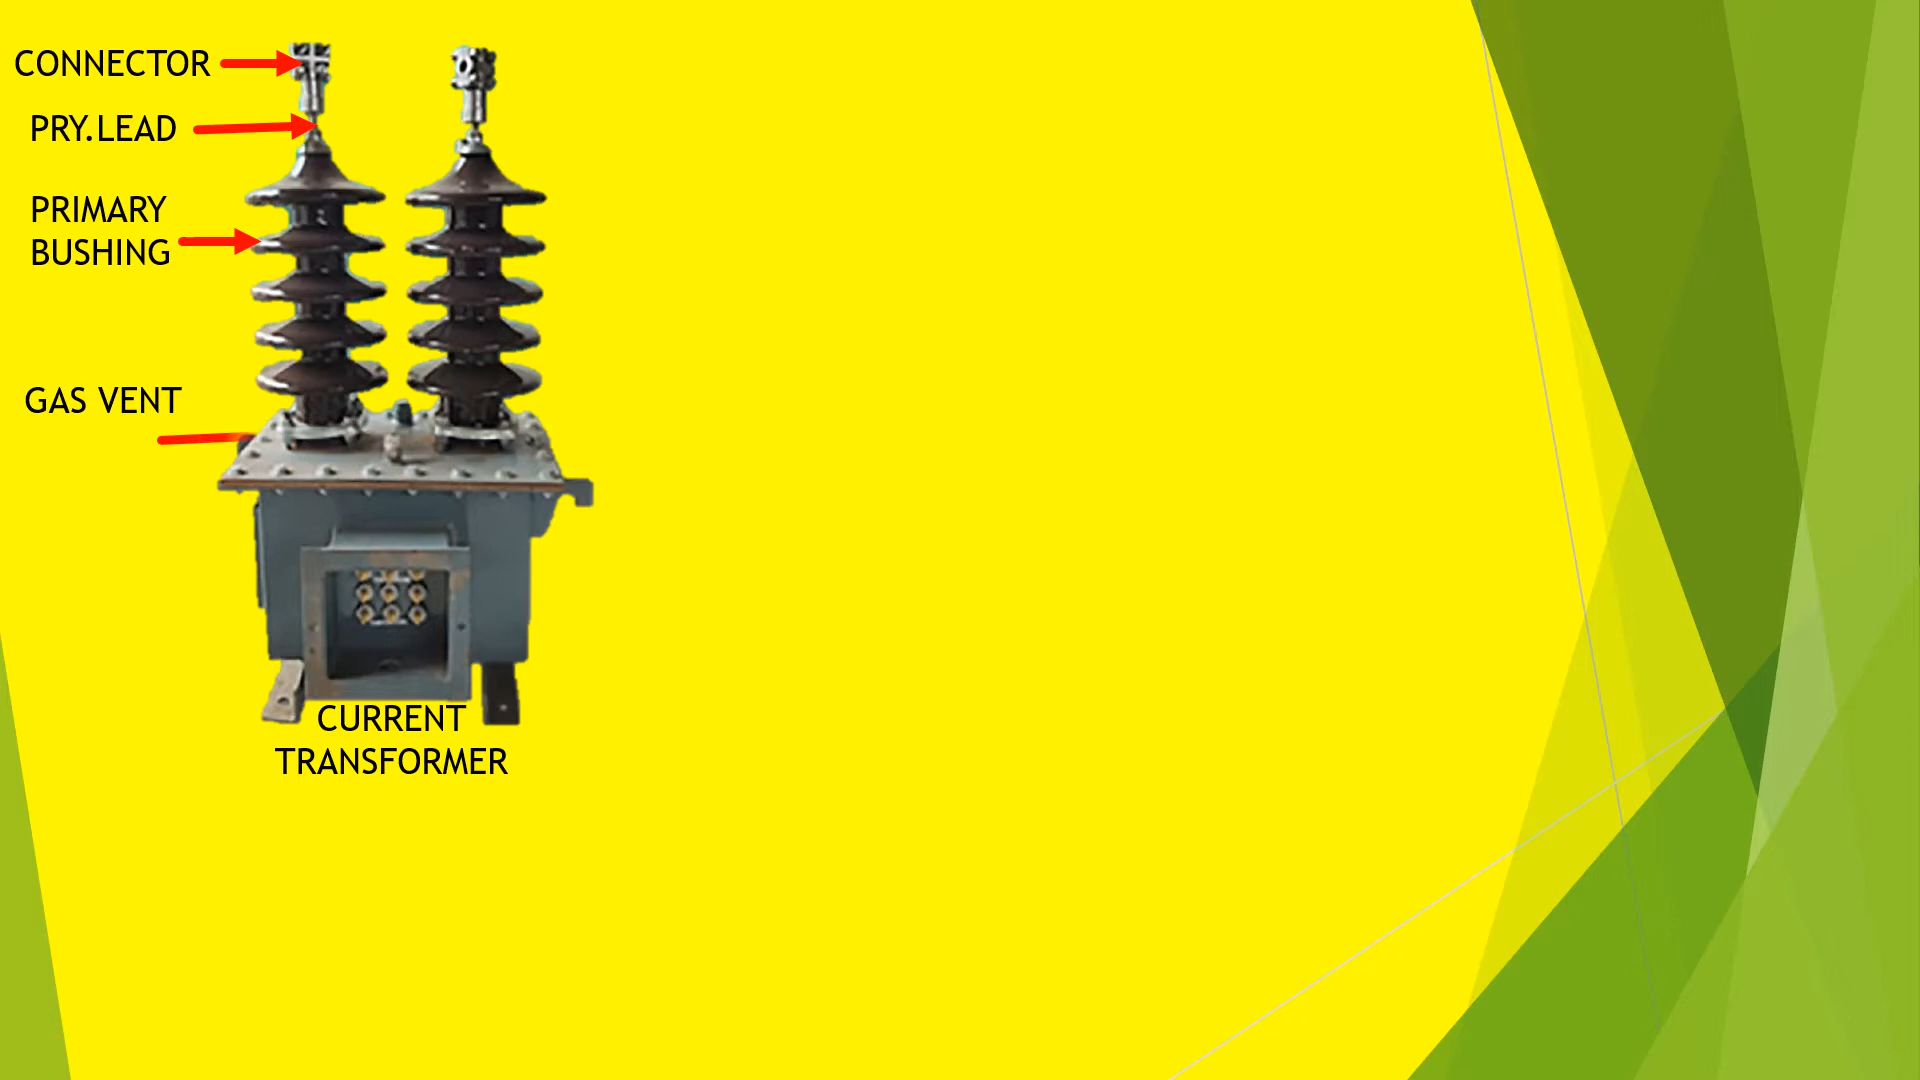 CONNECTOR
PRY.LEAD
PRIMARY
BUSHING
GAS VENT
CURRENT
TRANSFORMER